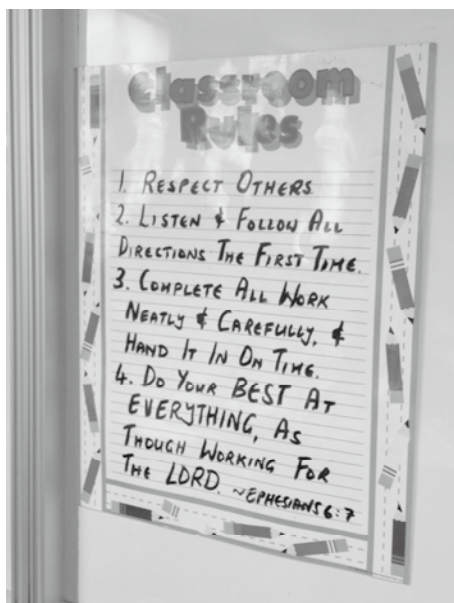 Classroom
Rules
1. RESPECT OTHERS
2. LISTEN & FOLLOW ALL
DIRECTIONS THE FIRST TIME.
3. COMPLETE ALL WORK
NEATLY & CAREFULLY, &
HAND IT IN ON TIME.
4. DO YOUR BEST AT
EVERYTHING, AS
THOUGH WORKING FOR
THE LORD. ~EPHESIANS 6:7